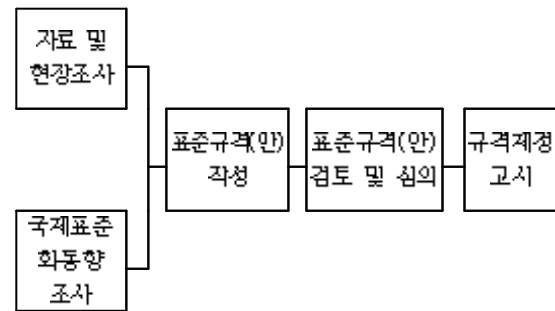 자료 및
현장조사
국제표준
화동향
조사
표준규격(안)
작성
표준규격(안)
검토 및 심의
규격제정
고시